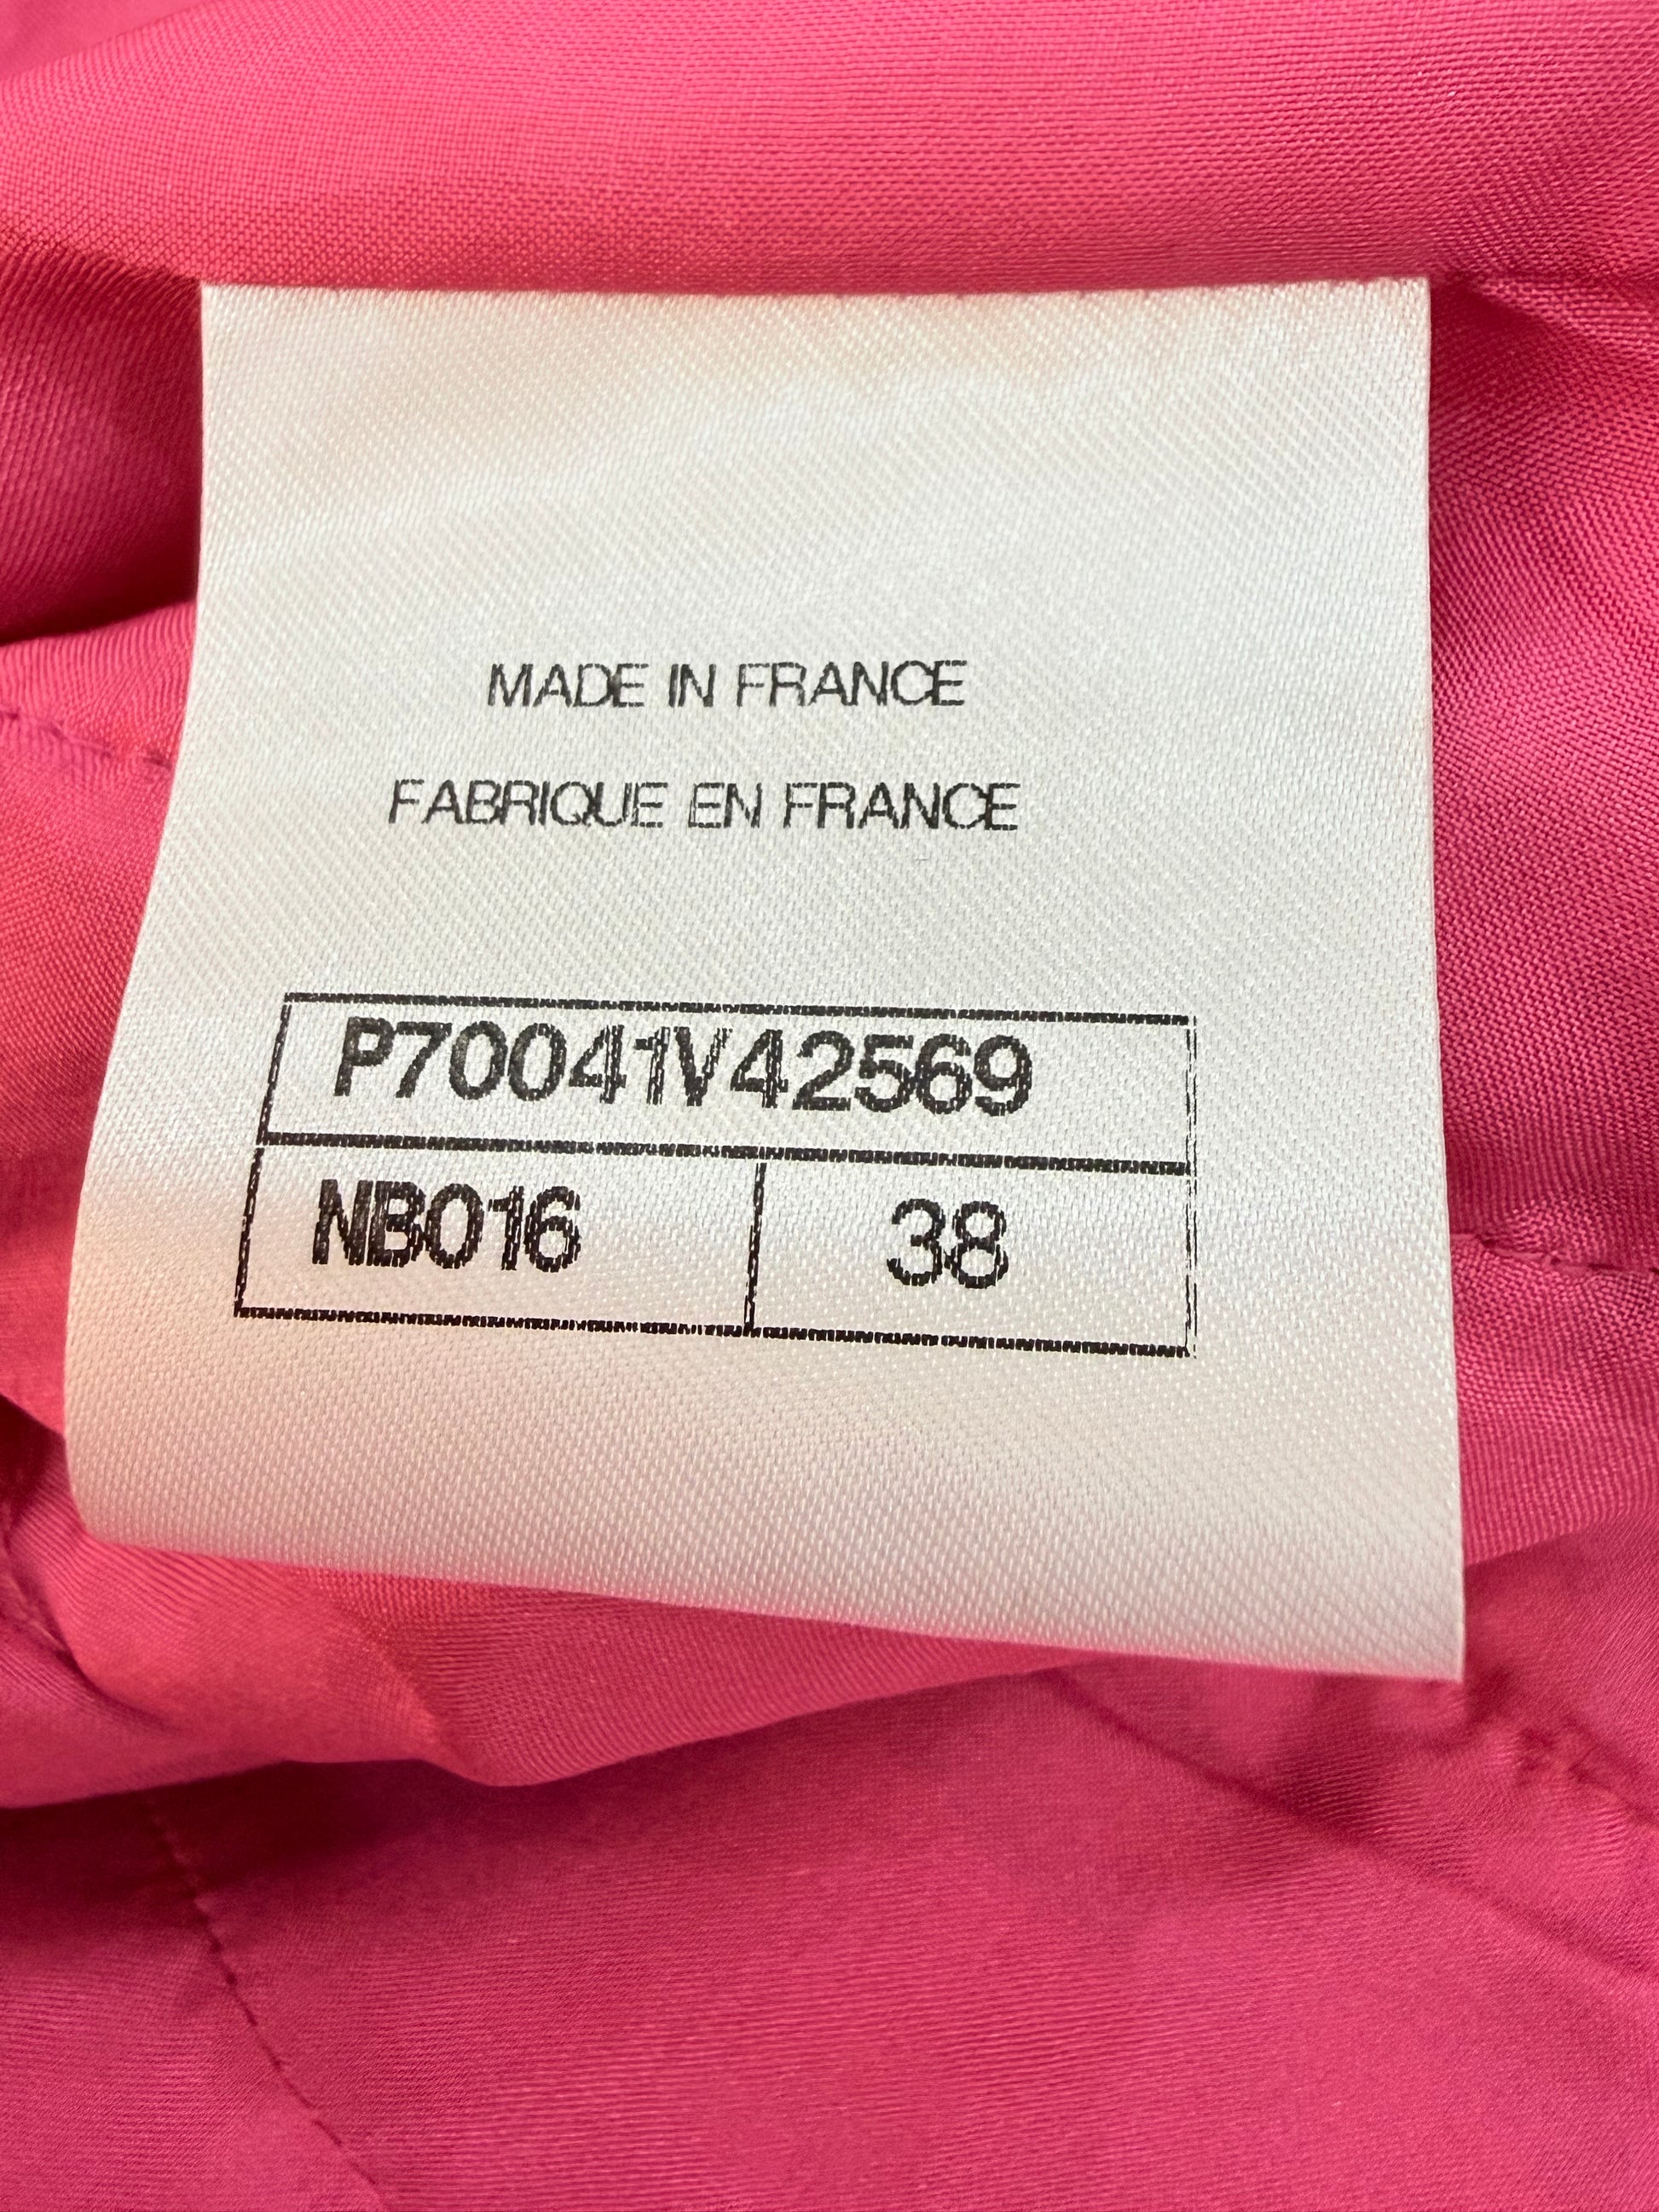 MADE IN FRANCE
FABRIQUE EN FRANCE
P70041V42569
NB016 38